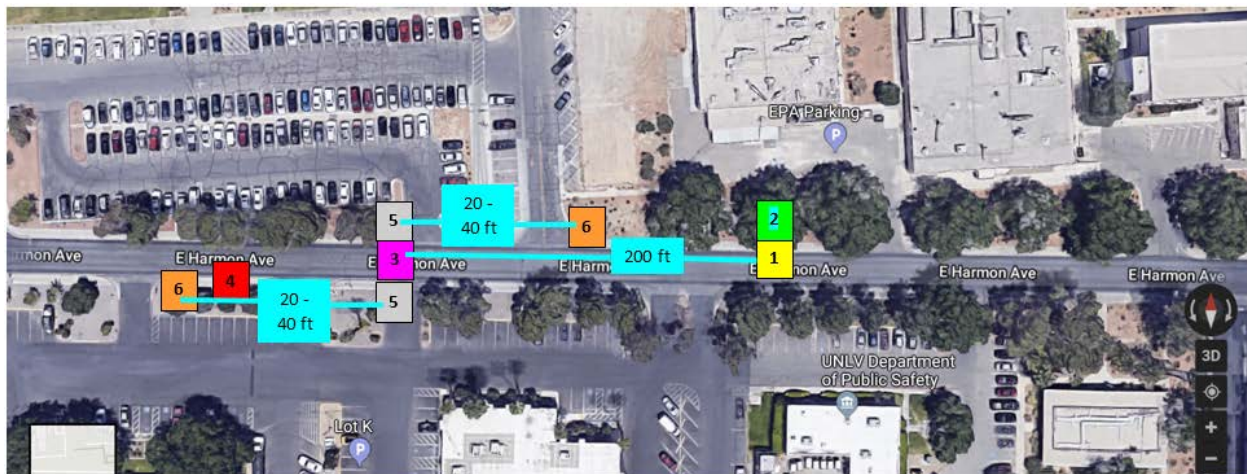 EPA Parking
P
20 -
40 ft
5
6
2
3
200 ft
1
E Harmon Ave
E Harmon Ave
E Harmon Ave
E Harmon Ave
E Harmon Ave
6
4
20 -
40 ft
5
3D
UNLV Department
of Public Safety
Lot K
P
+
−